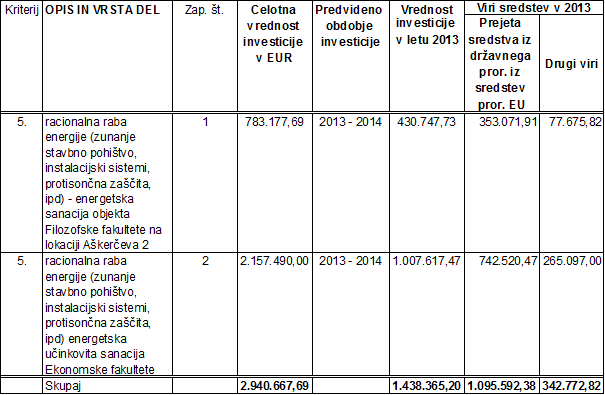 Kriterij OPIS IN VRSTA DEL Zap. št. Celotna vrednost investicije v EUR Predvideno obdobje investicije Vrednost investicije v letu 2013 Viri sredstev v 2013
Prejeta sredstva iz državnega pror. iz sredstev pror. EU Drugi viri
5. racionalna raba 1 783.177,69 2013 - 2014 430.747,73 353.071,91 77.675,82
energije (zunanje
stavbno pohištvo,
instalacijski sistemi,
protisončna zaščita,
ipd) - energetska
sanacija objekta
Filozofske fakultete na
lokaciji Aškerčeva 2
5. racionalna raba 2 2.157.490,00 2013 - 2014 1.007.617,47 742.520,47 265.097,00
energije (zunanje
stavbno pohištvo,
instalacijski sistemi,
protisončna zaščita,
ipd) energetska
učinkovita sanacija
Ekonomske fakultete
Skupaj 2.940.667,69 1.438.365,20 1.095.592,38 342.772,82